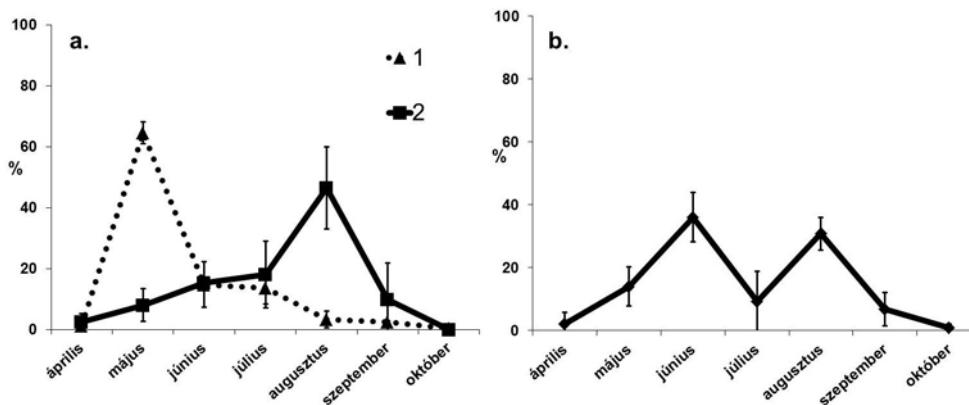 a.
100
80
60
40
20
0
%
1
2
április
május
június
július
augusztus
szeptember
október
b.
100
80
60
40
20
0
%
április
május
június
július
augusztus
szeptember
október